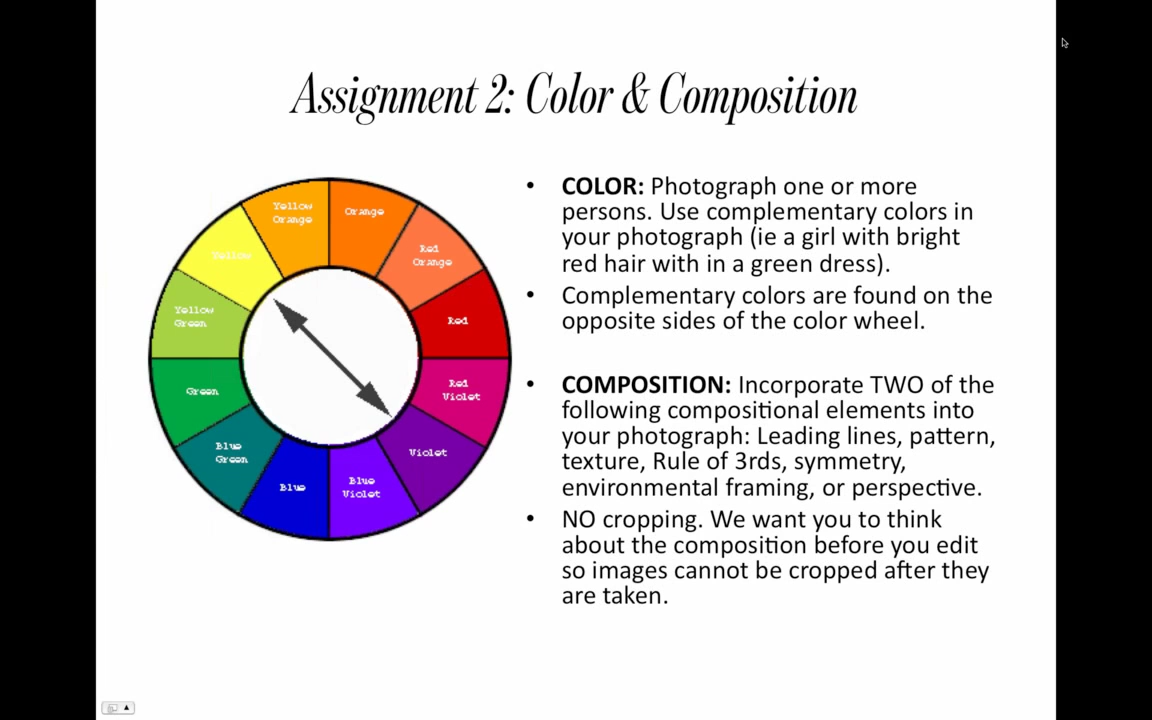 Assignment 2: Color & Composition
Yellow
Orange
Orange
Red
Orange
Yellow
Yellow
Green
Red
Green
Red
Violet
Blue
Green
Violet
Blue
Blue
Violet
• COLOR: Photograph one or more
persons. Use complementary colors in
your photograph (ie a girl with bright
red hair with in a green dress).
• Complementary colors are found on the
opposite sides of the color wheel.
• COMPOSITION: Incorporate TWO of the
following compositional elements into
your photograph: Leading lines, pattern,
texture, Rule of 3rds, symmetry,
environmental framing, or perspective.
• NO cropping. We want you to think
about the composition before you edit
so images cannot be cropped after they
are taken.